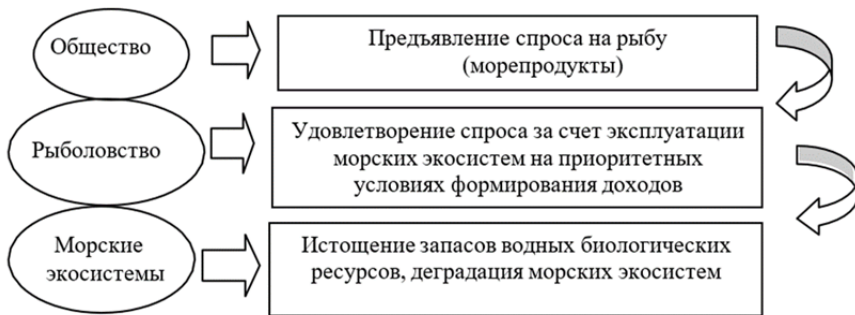 Общество
Предъявление спроса на рыбу
(морепродукты)
Рыболовство
Удовлетворение спроса за счет эксплуатации
морских экосистем на приоритетных
условиях формирования доходов
Морские
экосистемы
Истощение запасов водных биологических
ресурсов, деградация морских экосистем